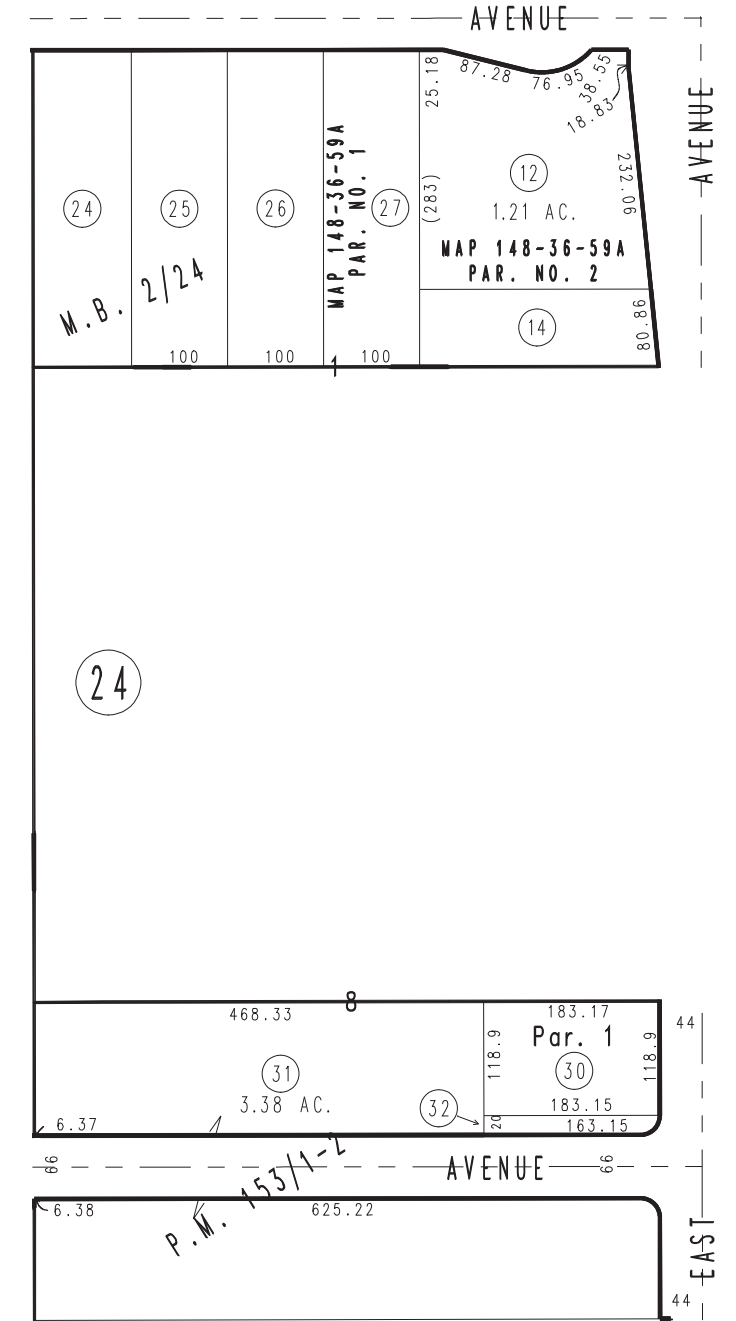 AVENUE
AVENUE
25.18
87.28
76.95
38.55
18.83
232.06
24
25
26
MAP 148-36-59A
PAR. NO. 1
27
(283)
12
1.21 AC.
MAP 148-36-59A
PAR. NO. 2
M.B. 2/24
14
80.86
100
100
1
100
24
8
468.33
183.17
44
Par. 1
118.9
118.9
31
30
3.38 AC.
32
183.15
20
6.37
163.15
66
AVENUE
66
P.M. 153/1-2
6.38
625.22
EAST
44